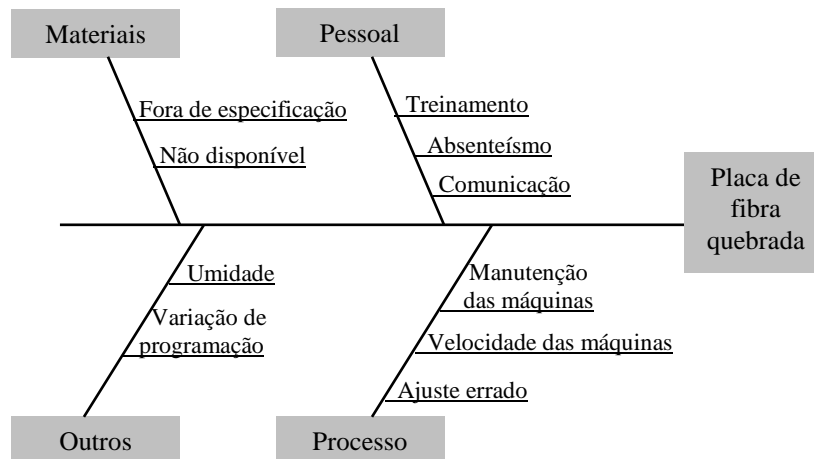 Materiais
Pessoal
Fora de especificação
Não disponível
Treinamento
Absenteísmo
Comunicação
Placa de
fibra
quebrada
Umidade
Variação de
programação
Manutenção
das máquinas
Velocidade das máquinas
Ajuste errado
Outros
Processo